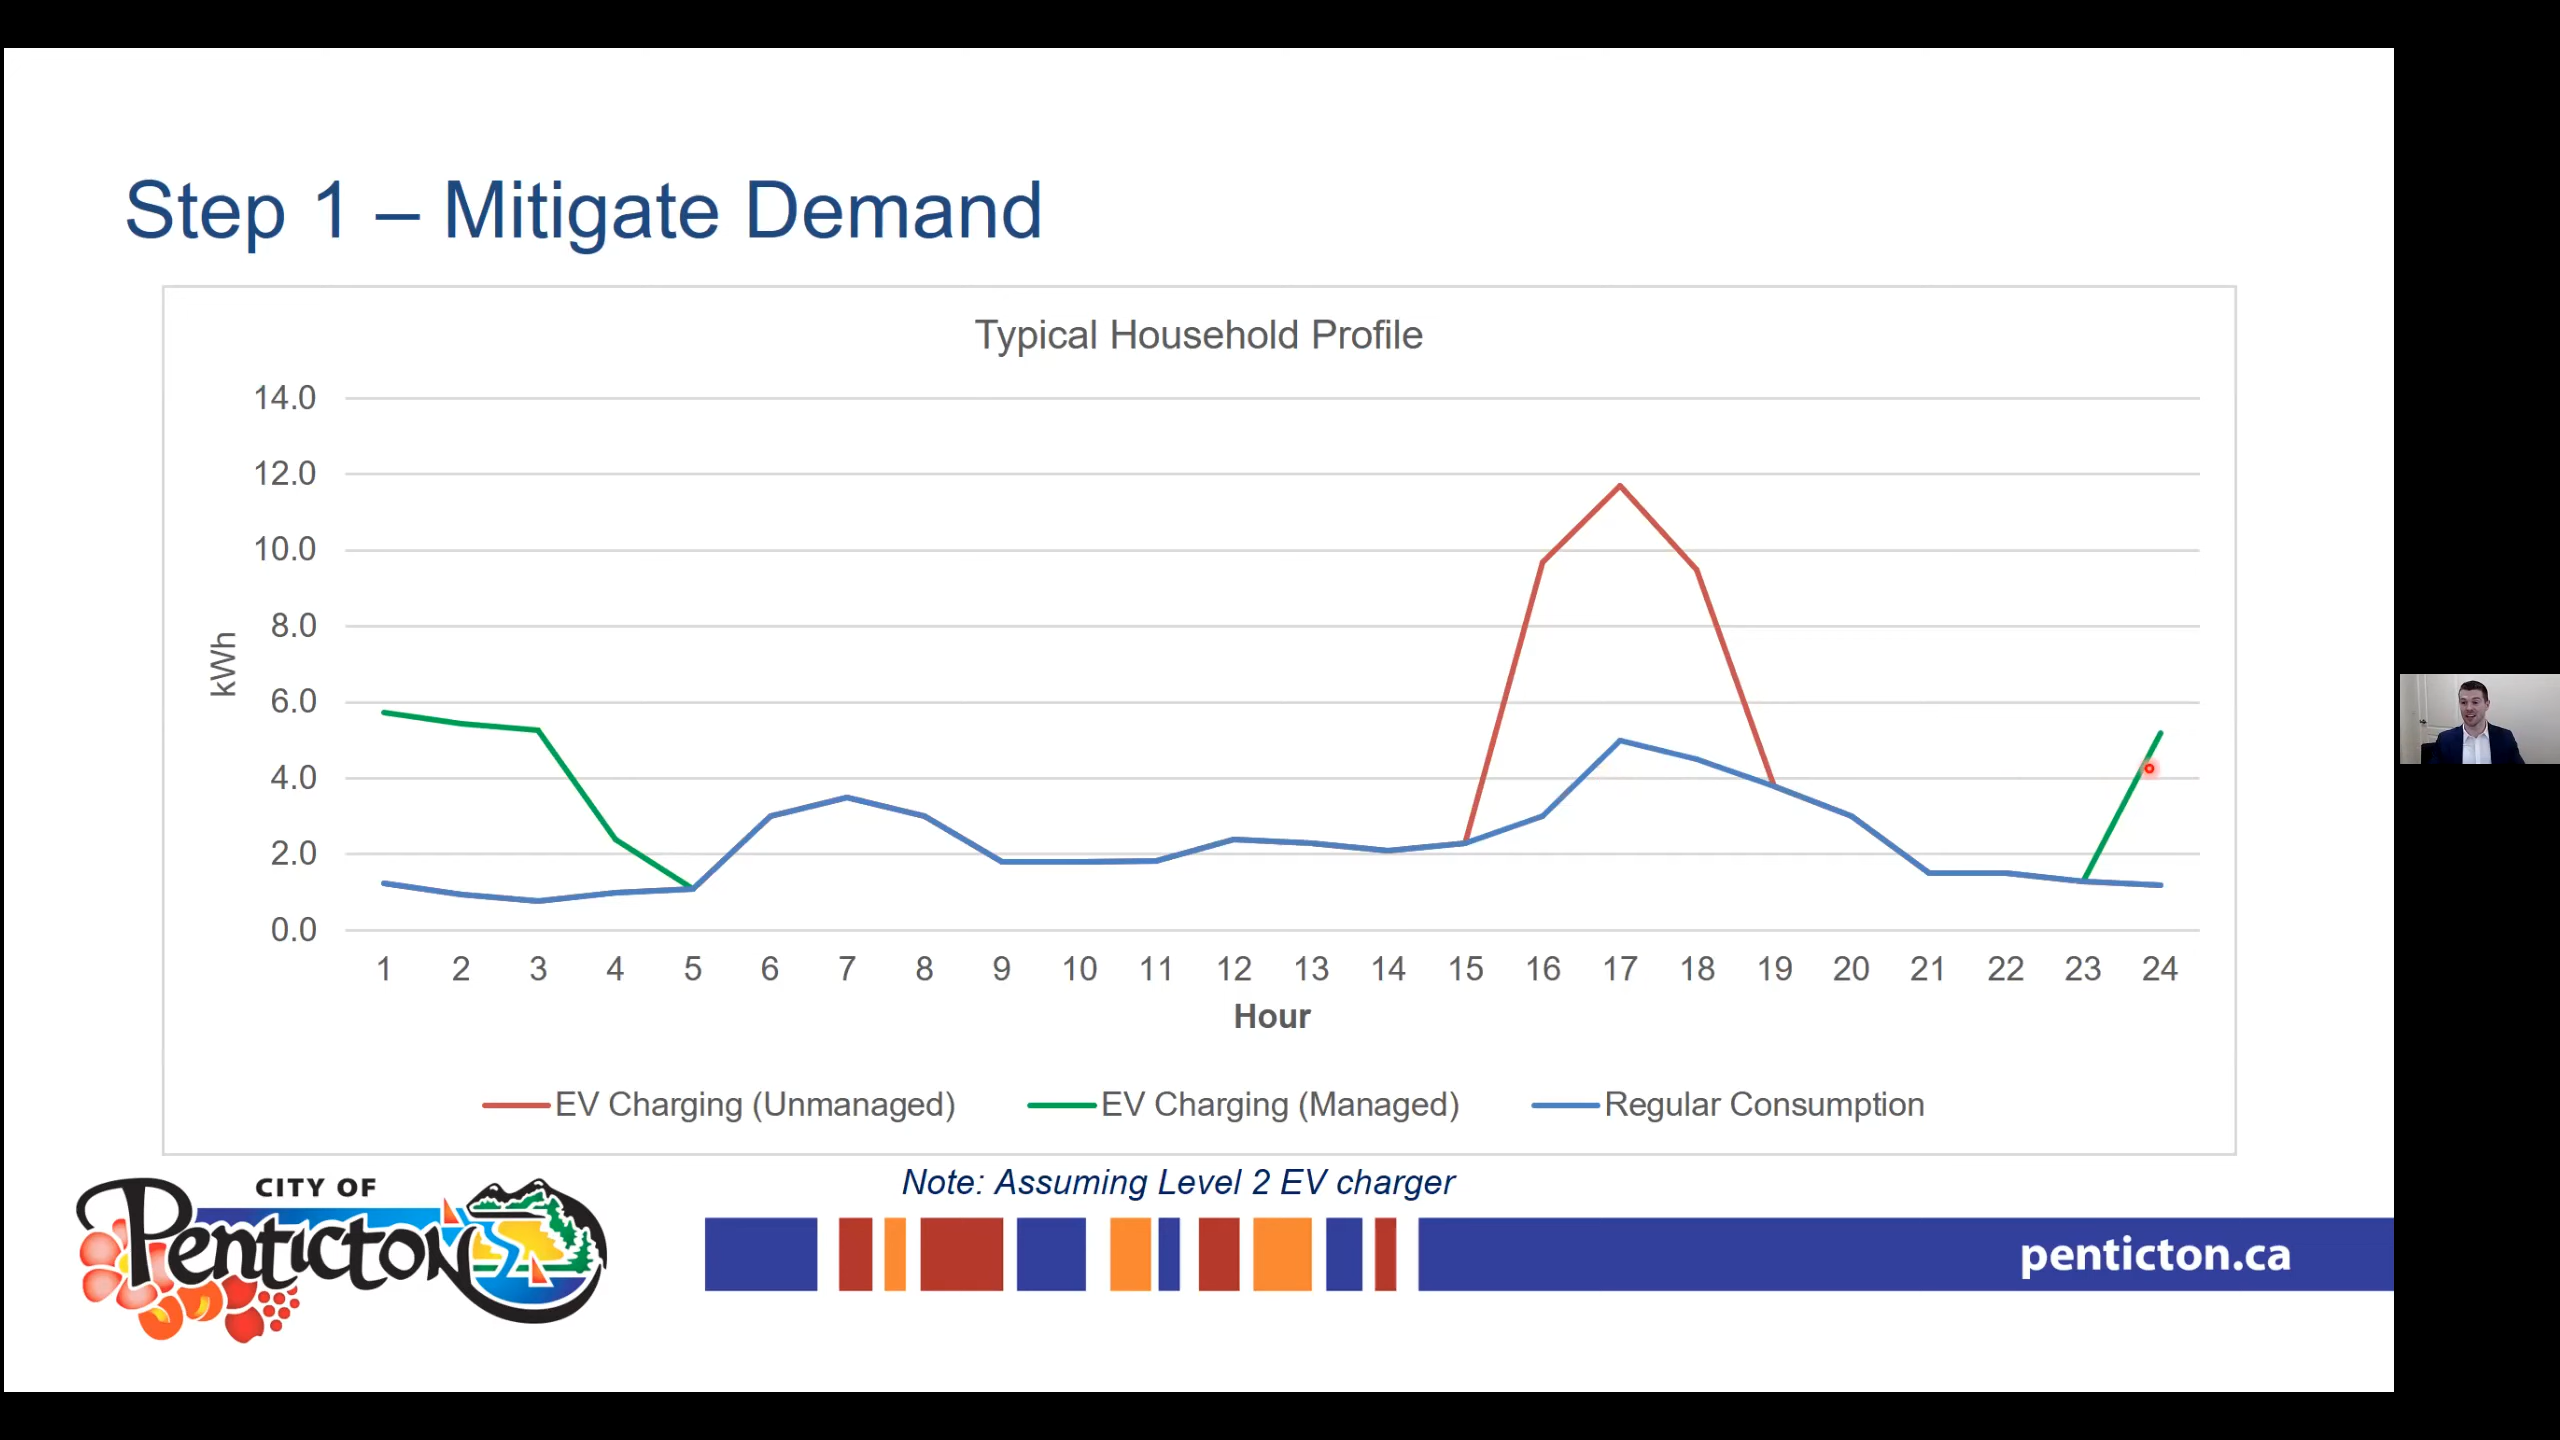 Step 1 – Mitigate Demand
Typical Household Profile
14.0
12.0
10.0
8.0
6.0
4.0
2.0
0.0
kWh
1 2 3 4 5 6 7 8 9 10 11 12 13 14 15 16 17 18 19 20 21 22 23 24
Hour
EV Charging (Unmanaged) EV Charging (Managed) Regular Consumption
Note: Assuming Level 2 EV charger
CITY OF
Penticton
penticton.ca